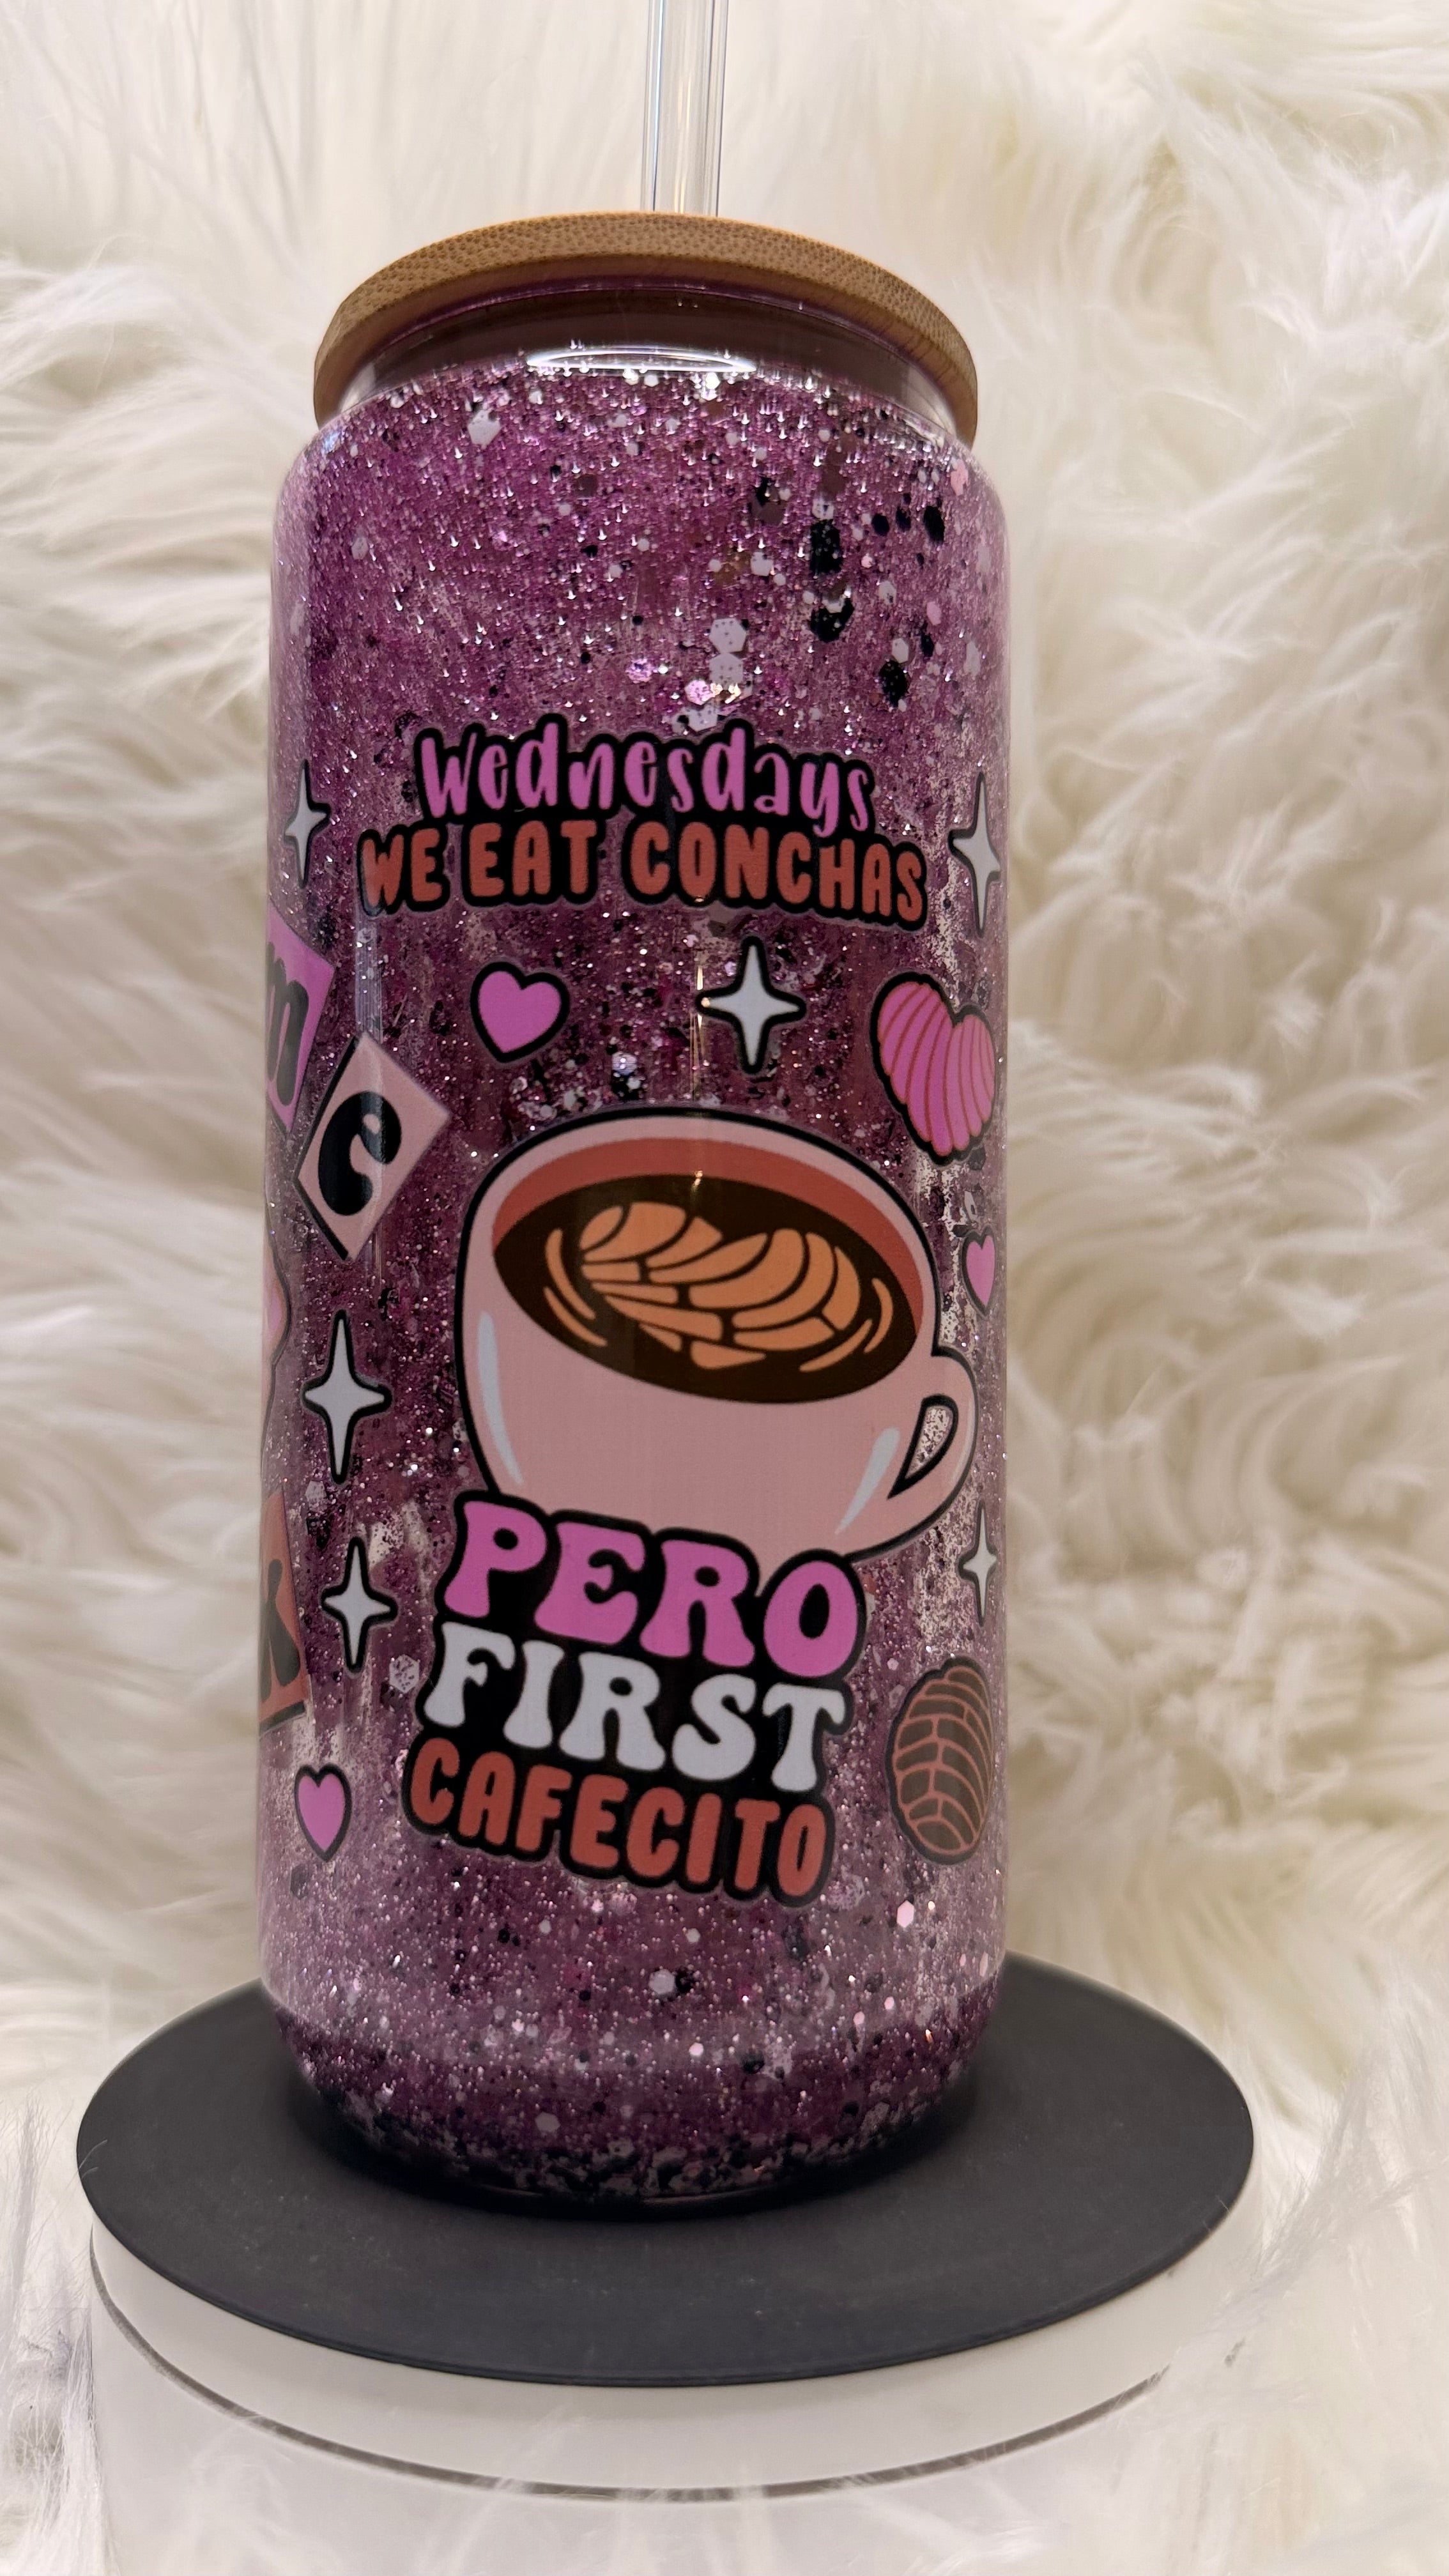 Wednesdays
WE EAT CONCHAS
m
e
k
PERO
FIRST
CAFECITO